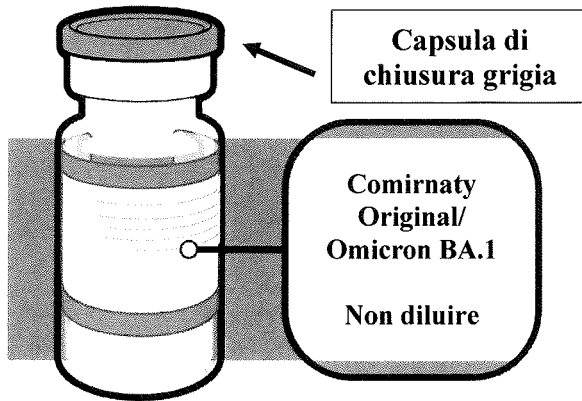 Capsula di
chiusura grigia
Comirnaty
Original/
Omicron BA.1
Non diluire